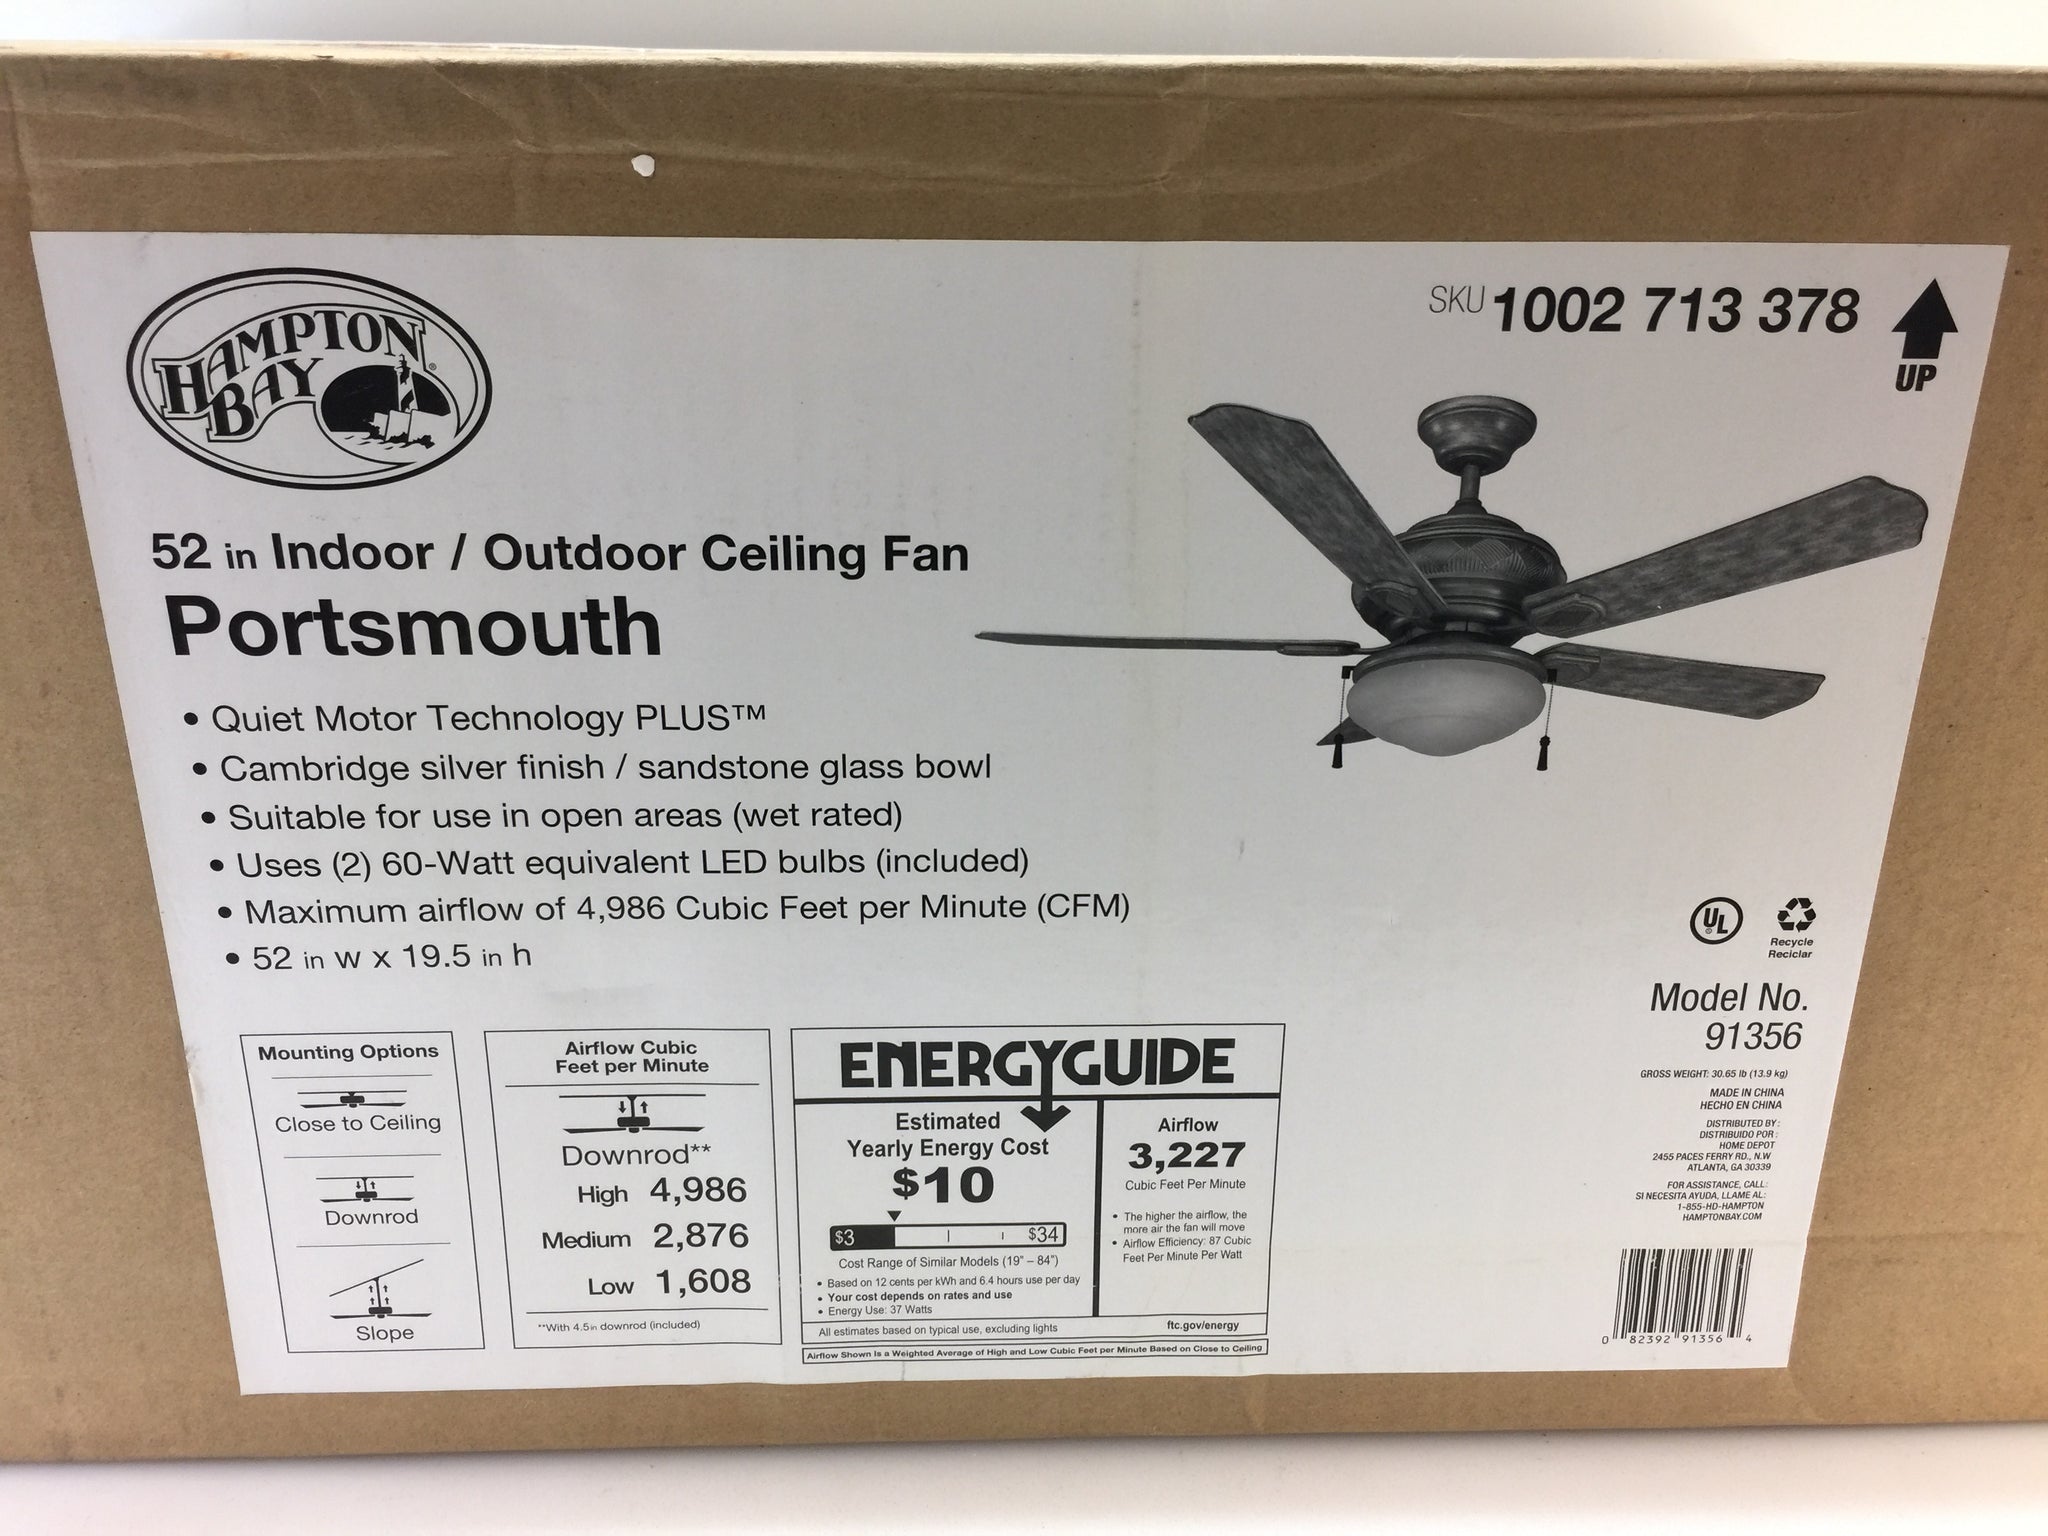 HAMPTON
BAY
®
SKU 1002 713 378
UP
52 in Indoor / Outdoor Ceiling Fan
Portsmouth
• Quiet Motor Technology PLUS™
• Cambridge silver finish / sandstone glass bowl
• Suitable for use in open areas (wet rated)
• Uses (2) 60-Watt equivalent LED bulbs (included)
• Maximum airflow of 4,986 Cubic Feet per Minute (CFM)
• 52 in w x 19.5 in h
Mounting Options
Close to Ceiling
Downrod
Slope
Airflow Cubic
Feet per Minute
Downrod**
High 4,986
Medium 2,876
Low 1,608
**With 4.5in downrod (included)
ENERGYGUIDE
Estimated
Yearly Energy Cost
$10
$3 $34
Cost Range of Similar Models (19" – 84")
• Based on 12 cents per kWh and 6.4 hours use per day
• Your cost depends on rates and use
• Energy Use: 37 Watts
Airflow
3,227
Cubic Feet Per Minute
• The higher the airflow, the
more air the fan will move
• Airflow Efficiency: 87 Cubic
Feet Per Minute Per Watt
All estimates based on typical use, excluding lights
ftc.gov/energy
Airflow Shown Is a Weighted Average of High and Low Cubic Feet per Minute Based on Close to Ceiling
UL
®
Recycle
Reciclar
Model No.
91356
GROSS WEIGHT: 30.65 lb (13.9 kg)
MADE IN CHINA
HECHO EN CHINA
DISTRIBUTED BY:
DISTRIBUIDO POR:
HOME DEPOT
2455 PACES FERRY RD., N.W
ATLANTA, GA 30339
FOR ASSISTANCE, CALL:
SI NECESITA AYUDA, LLAME AL:
1-855-HD-HAMPTON
HAMPTONBAY.COM
0 82392 91356 4